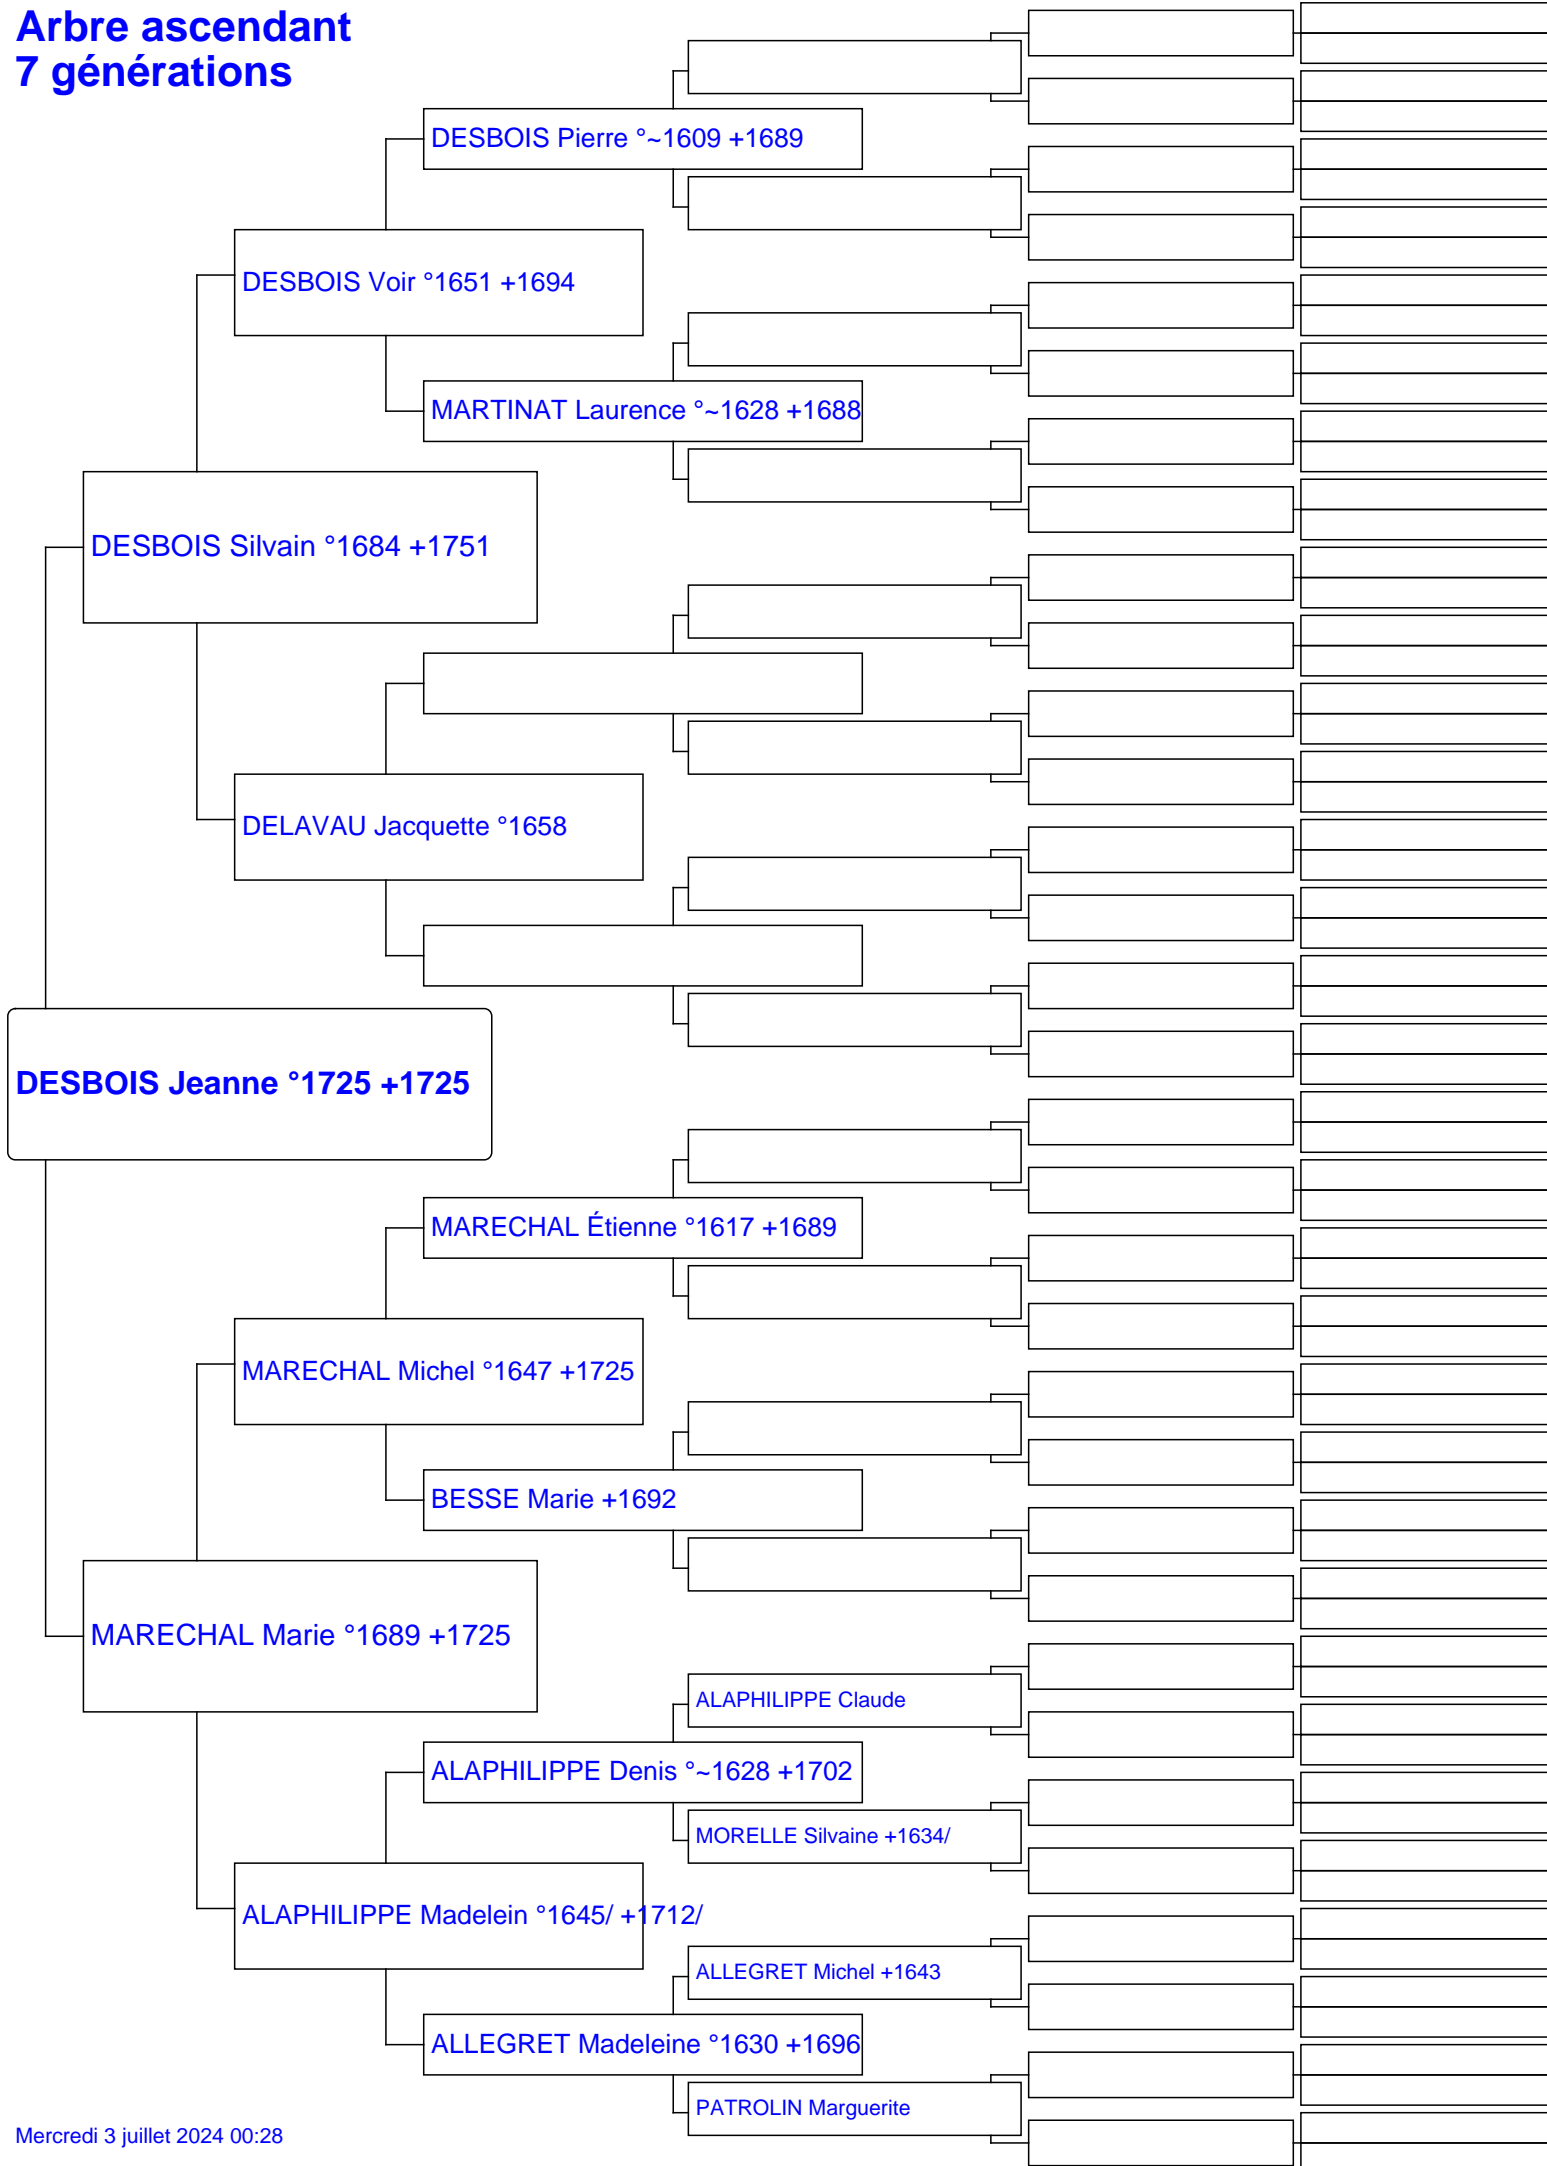 Arbre ascendant
7 générations
DESBOIS Pierre °~1609 +1689
DESBOIS Voir °1651 +1694
MARTINAT Laurence °~1628 +1688
DESBOIS Silvain °1684 +1751
DELAVAU Jacquette °1658
DESBOIS Jeanne °1725 +1725
MARECHAL Étienne °1617 +1689
MARECHAL Michel °1647 +1725
BESSE Marie +1692
MARECHAL Marie °1689 +1725
ALAPHILIPPE Claude
ALAPHILIPPE Denis °~1628 +1702
MORELLE Silvaine +1634/
ALAPHILIPPE Madelein °1645/ +1712/
ALLEGRET Michel +1643
ALLEGRET Madeleine °1630 +1696
PATROLIN Marguerite
Mercredi 3 juillet 2024 00:28